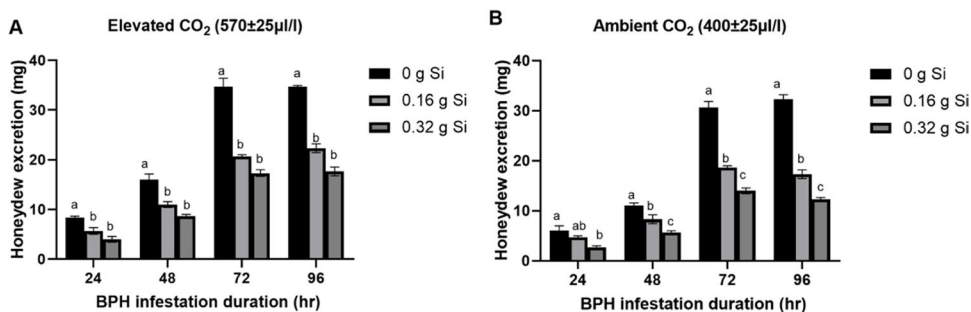 A
Elevated CO₂ (570±25µl/l)
Honeydew excretion (mg)
40
30
20
10
0
a
b
b
a
b
b
a
b
b
a
b
b
24
48
72
96
BPH infestation duration (hr)
0 g Si
0.16 g Si
0.32 g Si
B
Ambient CO₂ (400±25µl/l)
Honeydew excretion (mg)
40
30
20
10
0
a
ab
b
a
b
c
a
b
c
a
b
c
24
48
72
96
BPH infestation duration (hr)
0 g Si
0.16 g Si
0.32 g Si